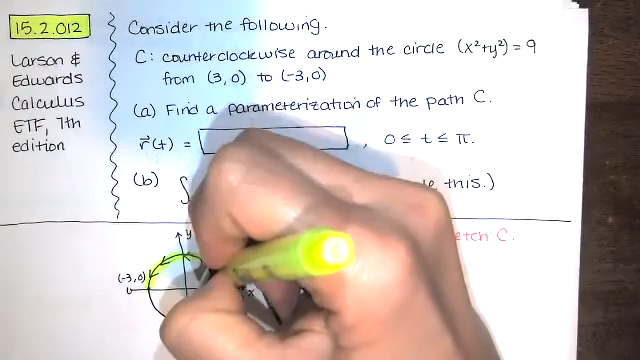 15.2.012
Larson &
Edwards
Calculus
ETF, 7th
edition
Consider the following.
C: counterclockwise around the circle (x²+y²) = 9
from (3,0) to (-3,0)
(a) Find a parameterization of the path C.
r⃗(t) = , 0 ≤ t ≤ π.
(b) ∫ this.)
C.
y
(-3,0)
x